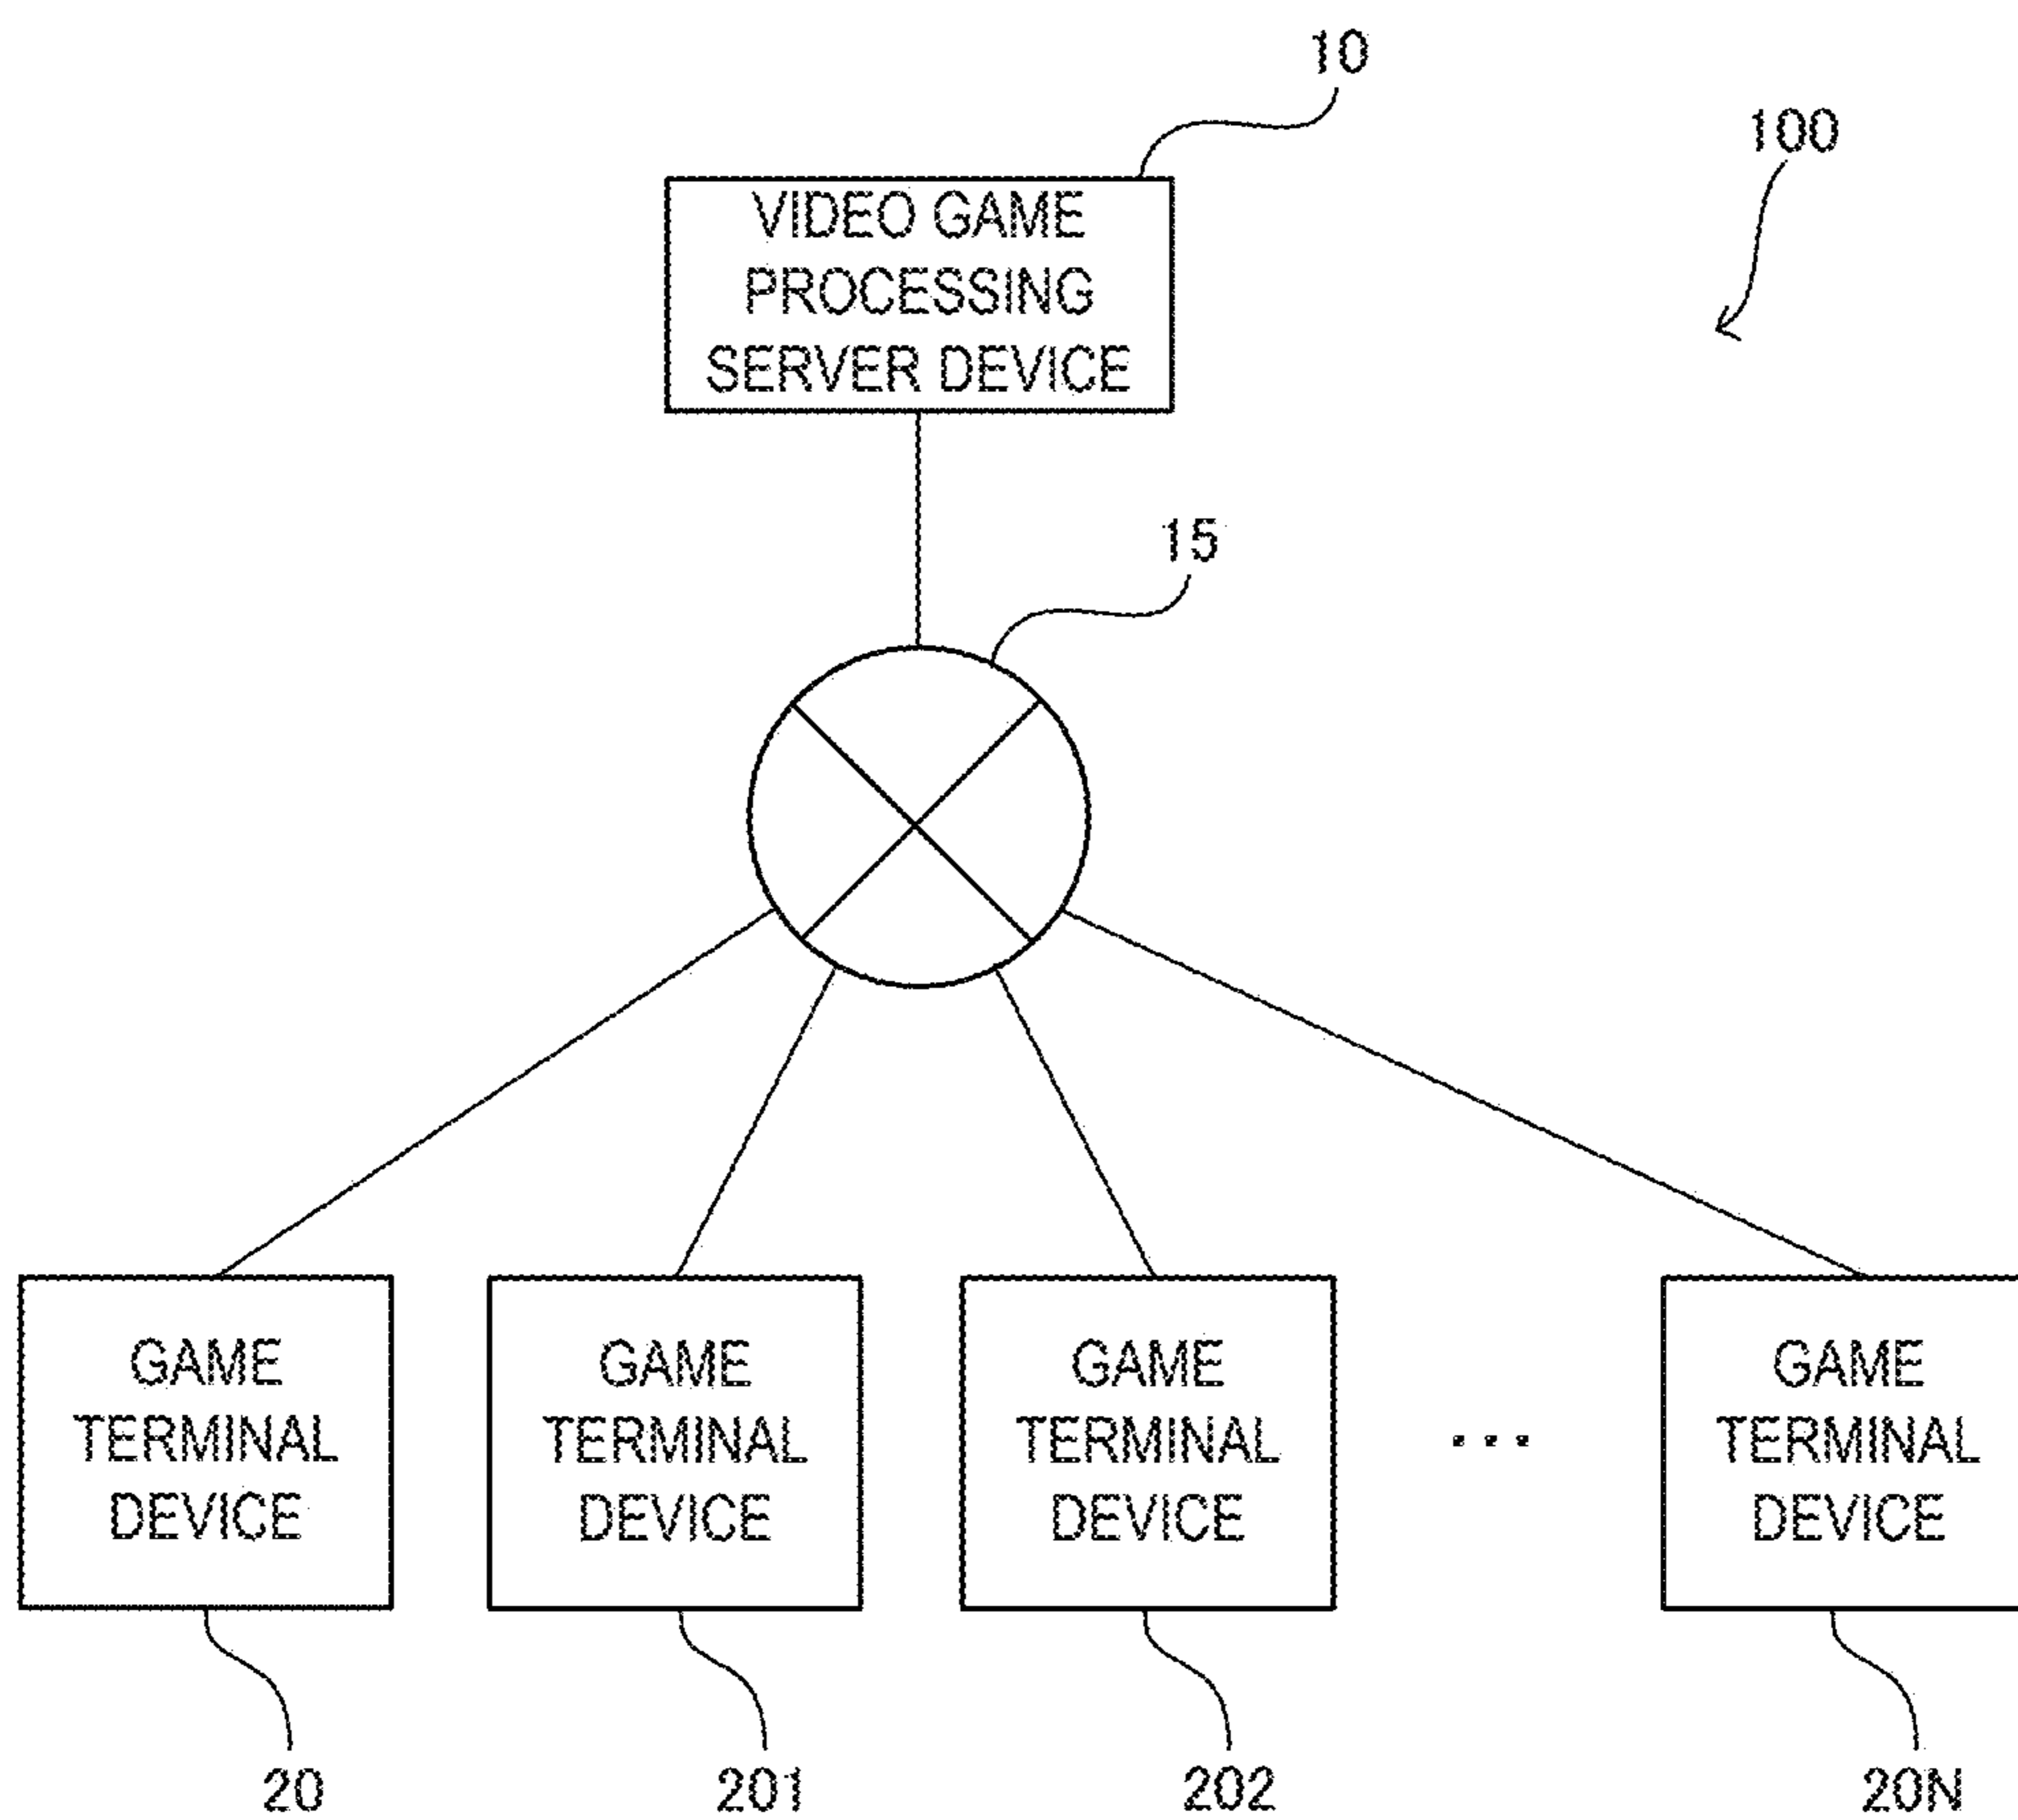 10
100
VIDEO GAME
PROCESSING
SERVER DEVICE
15
GAME
TERMINAL
DEVICE
GAME
TERMINAL
DEVICE
GAME
TERMINAL
DEVICE
...
GAME
TERMINAL
DEVICE
20
201
202
20N